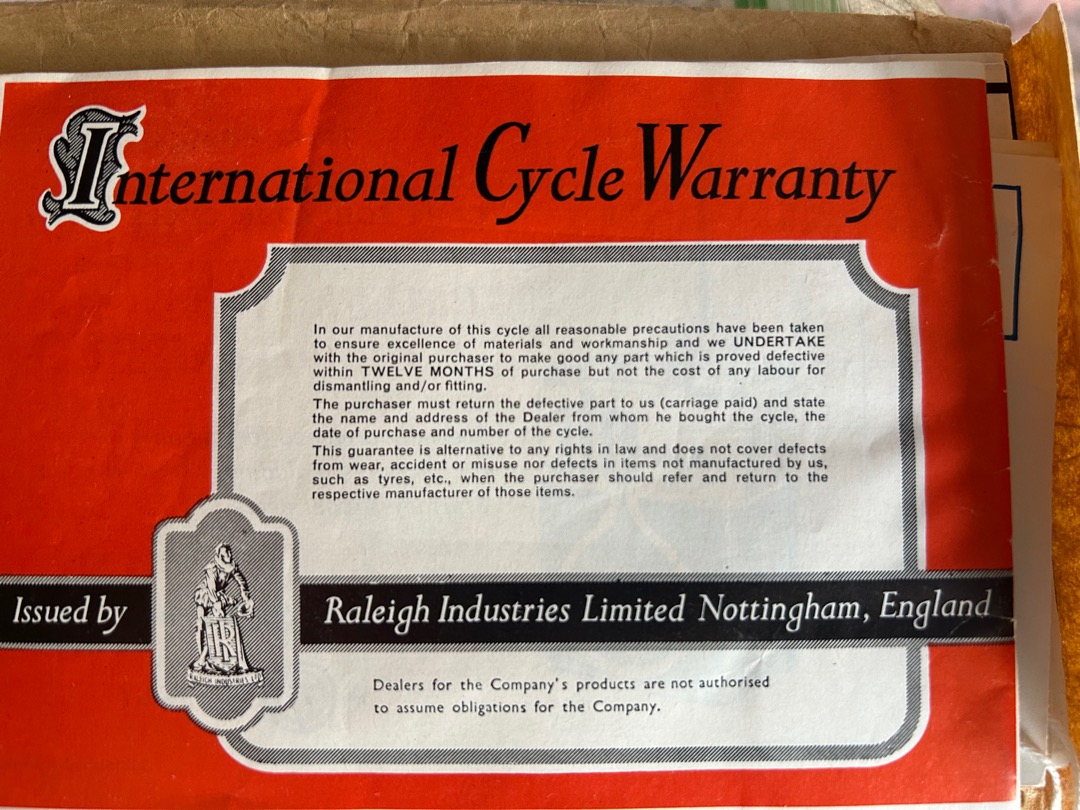 International Cycle Warranty
In our manufacture of this cycle all reasonable precautions have been taken
to ensure excellence of materials and workmanship and we UNDERTAKE
with the original purchaser to make good any part which is proved defective
within TWELVE MONTHS of purchase but not the cost of any labour for
dismantling and/or fitting.
The purchaser must return the defective part to us (carriage paid) and state
the name and address of the Dealer from whom he bought the cycle, the
date of purchase and number of the cycle.
This guarantee is alternative to any rights in law and does not cover defects
from wear, accident or misuse nor defects in items not manufactured by us,
such as tyres, etc., when the purchaser should refer and return to the
respective manufacturer of those items.
Issued by Raleigh Industries Limited Nottingham, England
RI
RALEIGH INDUSTRIES LTD
Dealers for the Company's products are not authorised
to assume obligations for the Company.